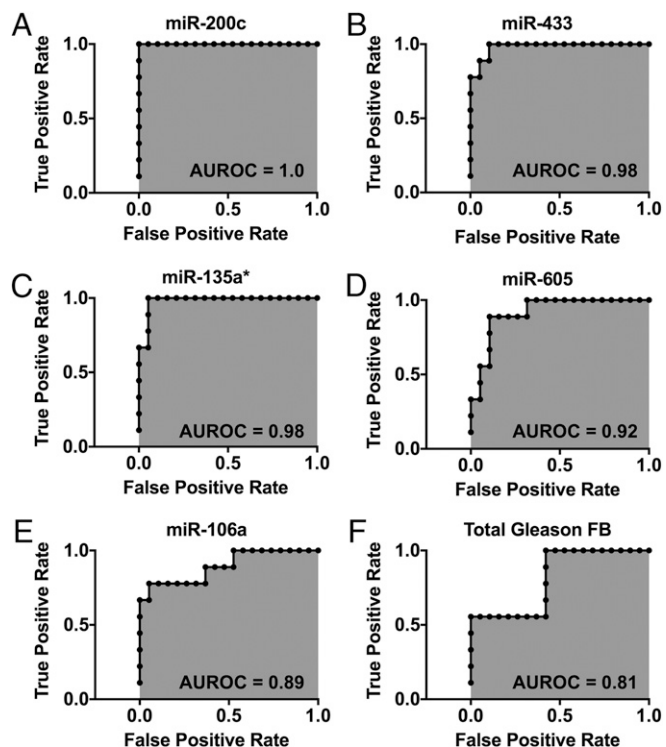 A
miR-200c
True Positive Rate
1.0
0.5
0.0
AUROC = 1.0
0.0 0.5 1.0
False Positive Rate
B
miR-433
True Positive Rate
1.0
0.5
0.0
AUROC = 0.98
0.0 0.5 1.0
False Positive Rate
C
miR-135a*
True Positive Rate
1.0
0.5
0.0
AUROC = 0.98
0.0 0.5 1.0
False Positive Rate
D
miR-605
True Positive Rate
1.0
0.5
0.0
AUROC = 0.92
0.0 0.5 1.0
False Positive Rate
E
miR-106a
True Positive Rate
1.0
0.5
0.0
AUROC = 0.89
0.0 0.5 1.0
False Positive Rate
F
Total Gleason FB
True Positive Rate
1.0
0.5
0.0
AUROC = 0.81
0.0 0.5 1.0
False Positive Rate